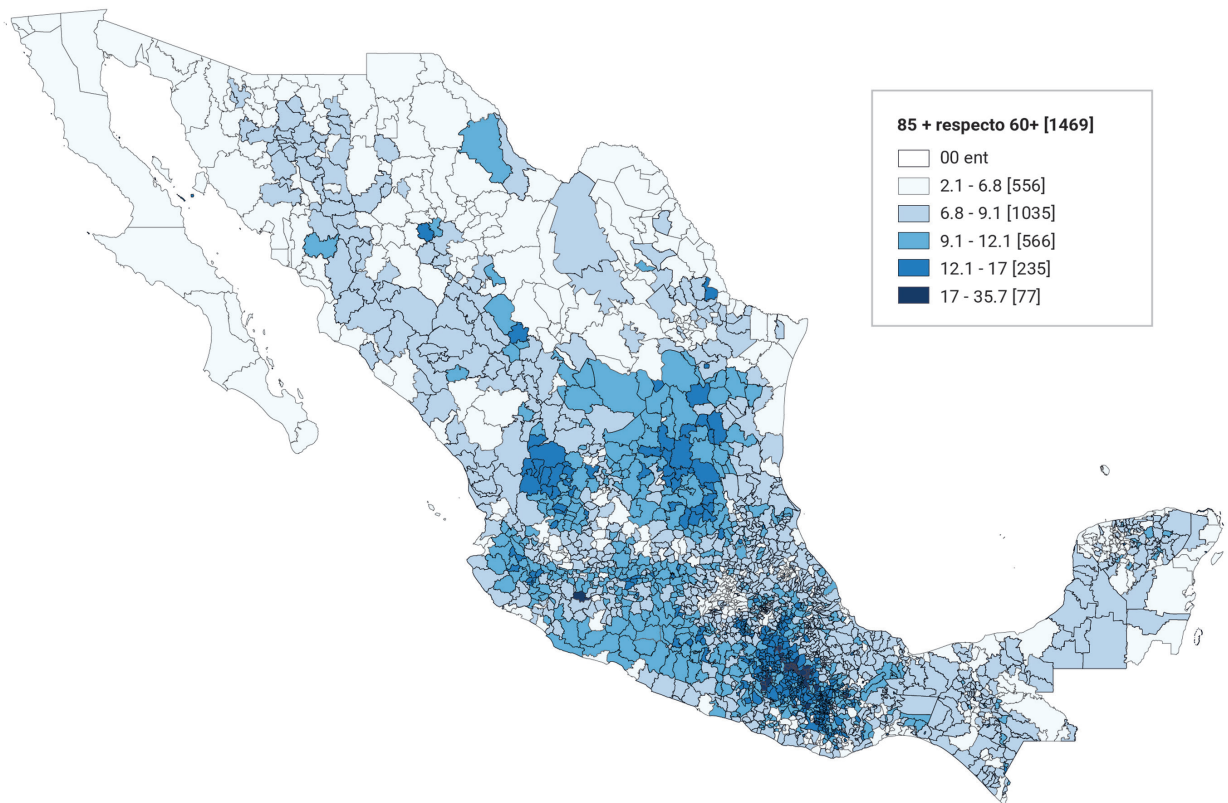 85 + respecto 60+ [1469]
00 ent
2.1 - 6.8 [556]
6.8 - 9.1 [1035]
9.1 - 12.1 [566]
12.1 - 17 [235]
17 - 35.7 [77]